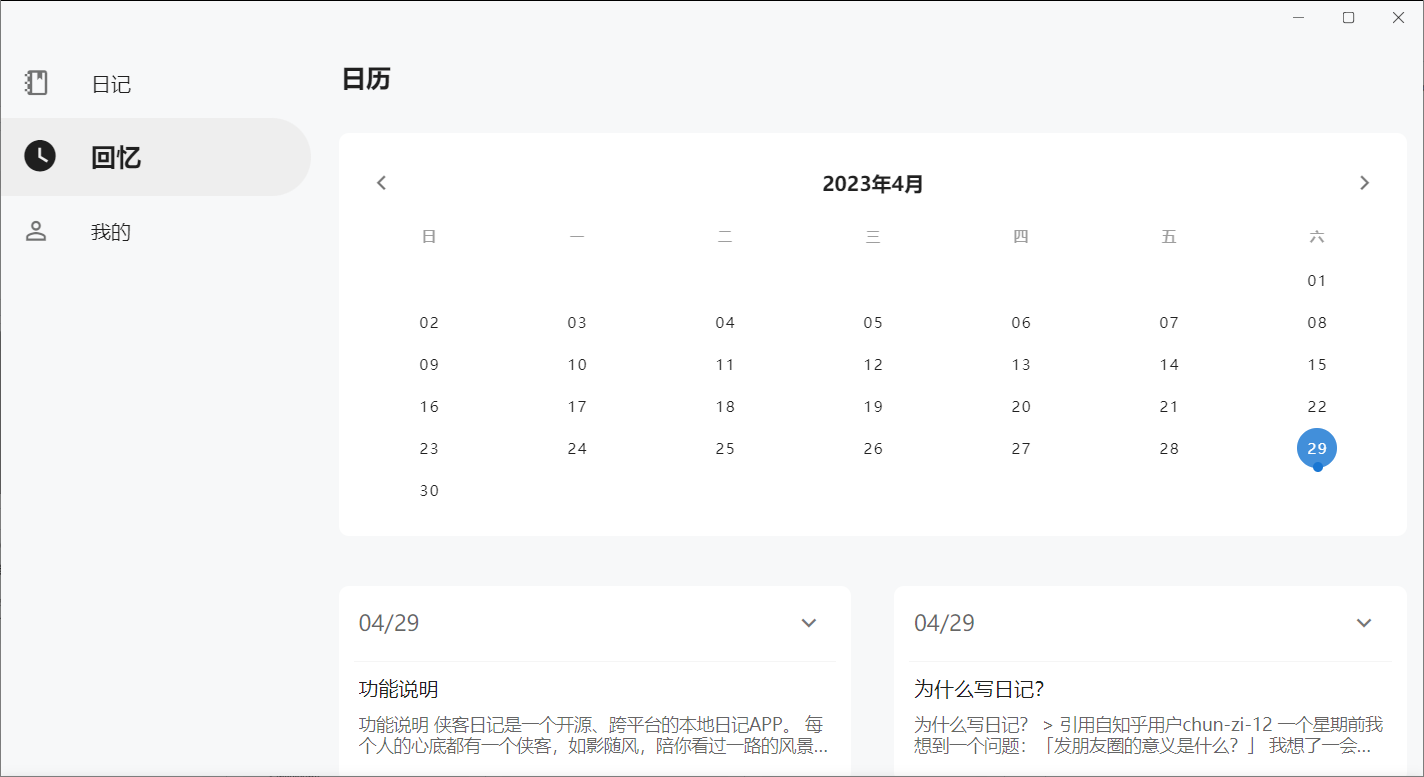 日记
回忆
我的
日历
2023年4月
日 一 二 三 四 五 六
01
02 03 04 05 06 07 08
09 10 11 12 13 14 15
16 17 18 19 20 21 22
23 24 25 26 27 28 29
30
04/29
功能说明
功能说明 侠客日记是一个开源、跨平台的本地日记APP。 每
个人的心底都有一个侠客，如影随风，陪你看过一路的风景...
04/29
为什么写日记？
为什么写日记？ > 引用自知乎用户chun-zi-12 一个星期前我
想到一个问题：「发朋友圈的意义是什么？」 我想了一会...